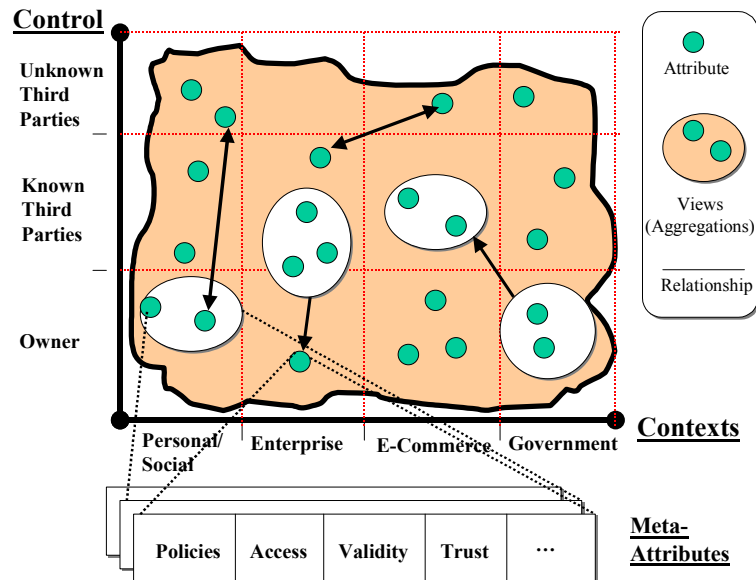 Control
Unknown
Third
Parties
Known
Third
Parties
Owner
Attribute
Views
(Aggregations)
Relationship
Personal/
Social
Enterprise
E-Commerce
Government
Contexts
Policies
Access
Validity
Trust
...
Meta-
Attributes